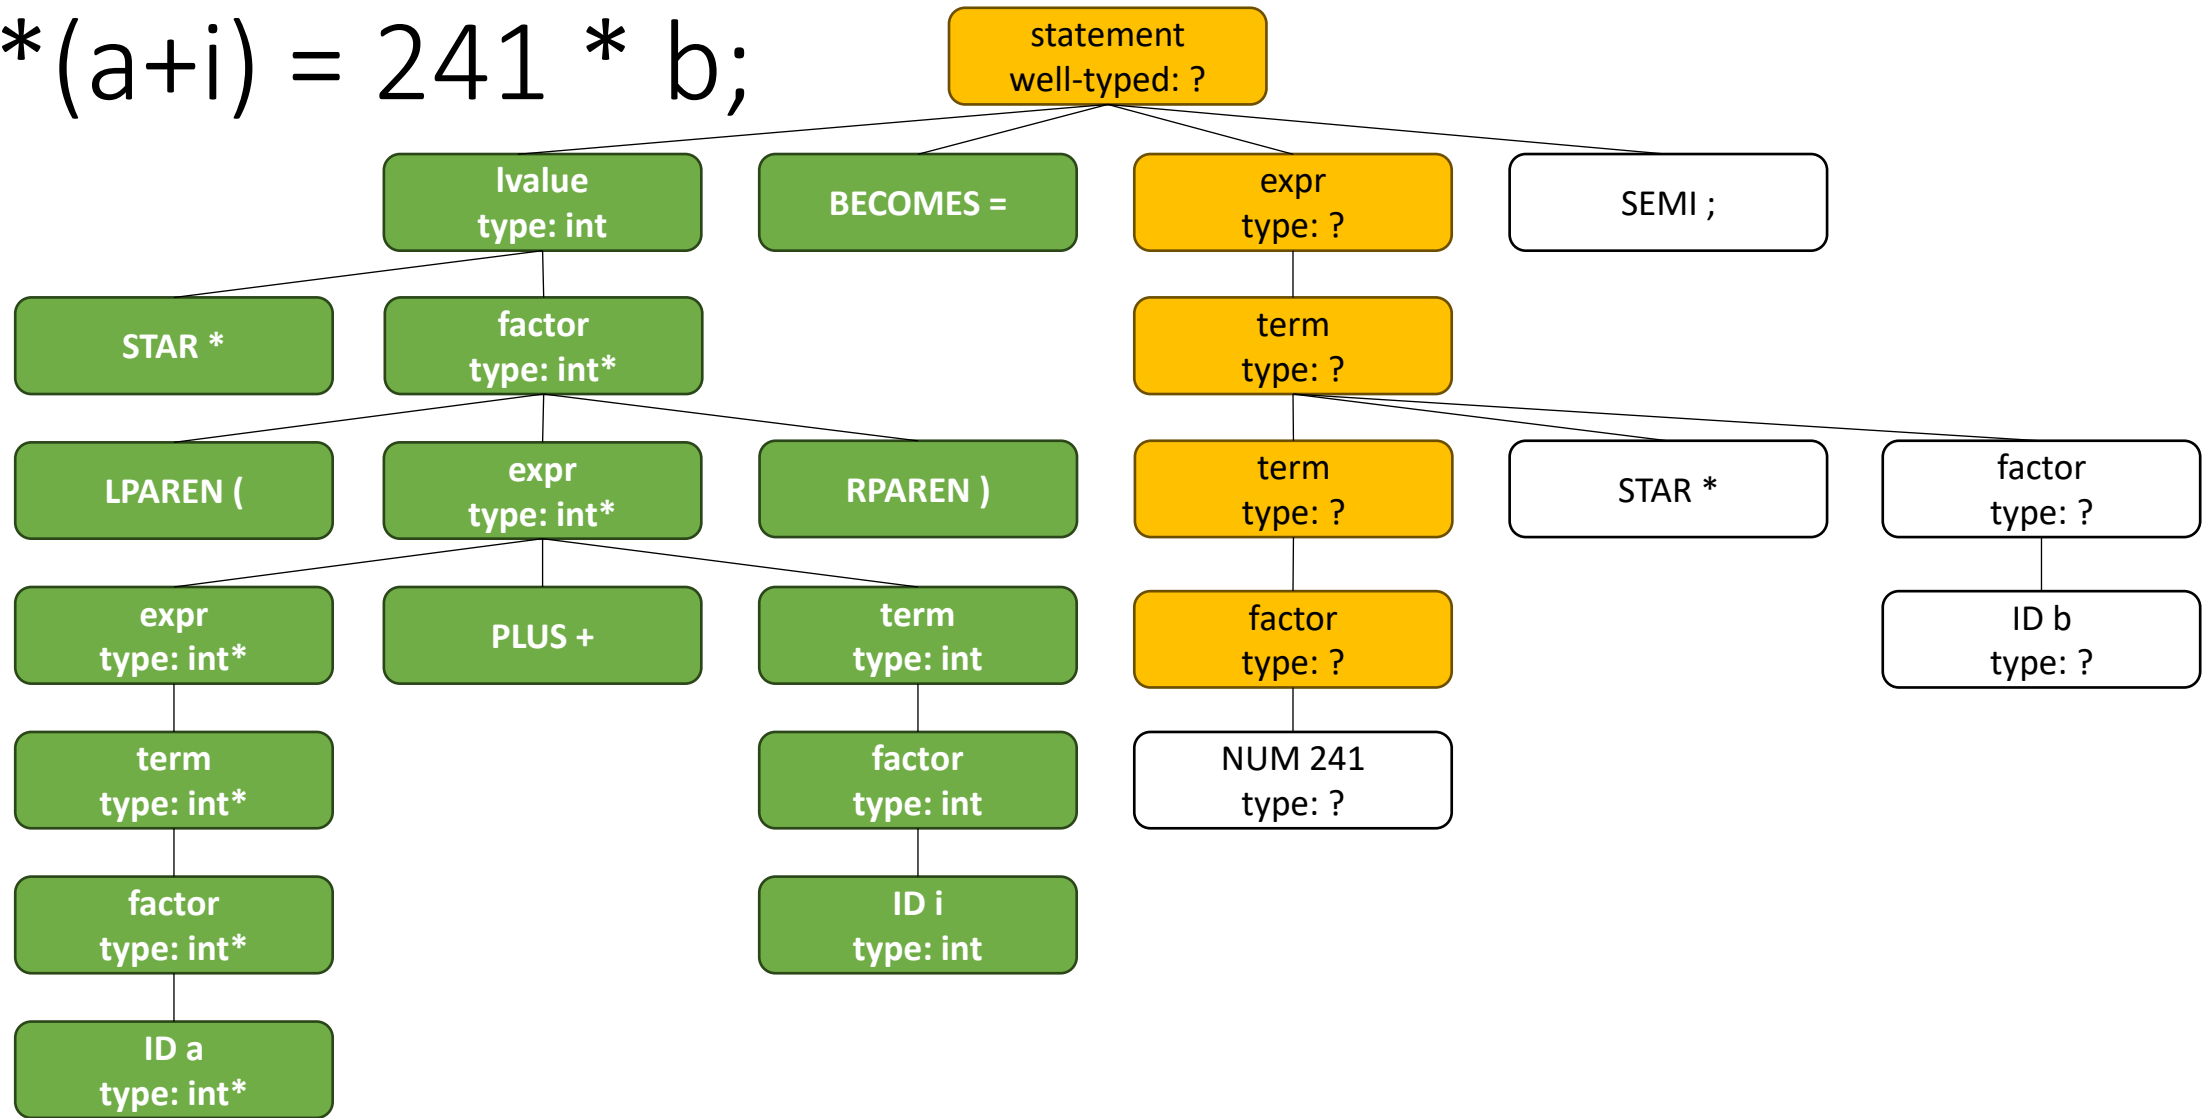 *(a+i) = 241 * b;
statement
well-typed: ?
lvalue
type: int
BECOMES =
expr
type: ?
SEMI ;
STAR *
factor
type: int*
term
type: ?
LPAREN (
expr
type: int*
RPAREN )
term
type: ?
STAR *
factor
type: ?
expr
type: int*
PLUS +
term
type: int
factor
type: ?
ID b
type: ?
term
type: int*
factor
type: int
NUM 241
type: ?
factor
type: int*
ID i
type: int
ID a
type: int*